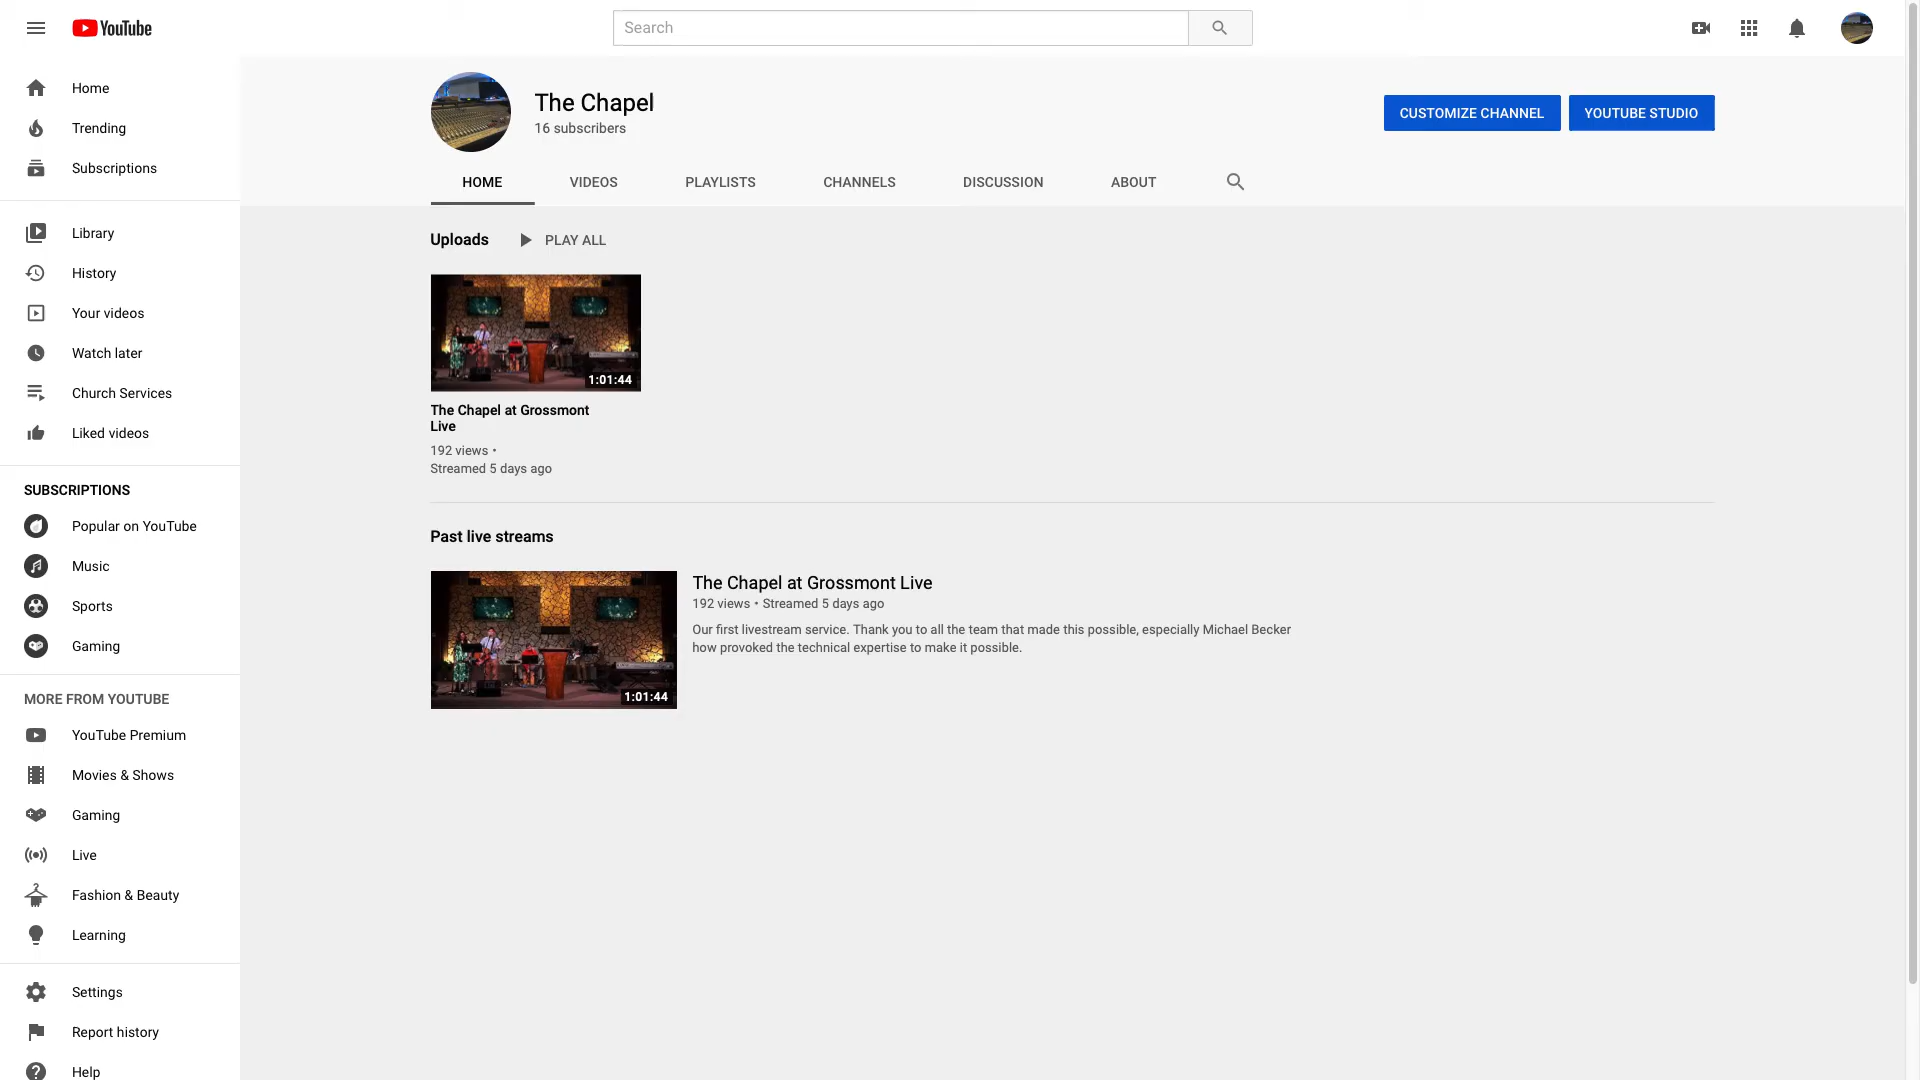 YouTube
Search
Home
Trending
Subscriptions
Library
History
Your videos
Watch later
Church Services
Liked videos
SUBSCRIPTIONS
Popular on YouTube
Music
Sports
Gaming
MORE FROM YOUTUBE
YouTube Premium
Movies & Shows
Gaming
Live
Fashion & Beauty
Learning
Settings
Report history
Help
The Chapel
16 subscribers
CUSTOMIZE CHANNEL
YOUTUBE STUDIO
HOME
VIDEOS
PLAYLISTS
CHANNELS
DISCUSSION
ABOUT
Uploads
PLAY ALL
1:01:44
The Chapel at Grossmont
Live
192 views •
Streamed 5 days ago
Past live streams
1:01:44
The Chapel at Grossmont Live
192 views • Streamed 5 days ago
Our first livestream service. Thank you to all the team that made this possible, especially Michael Becker
how provoked the technical expertise to make it possible.